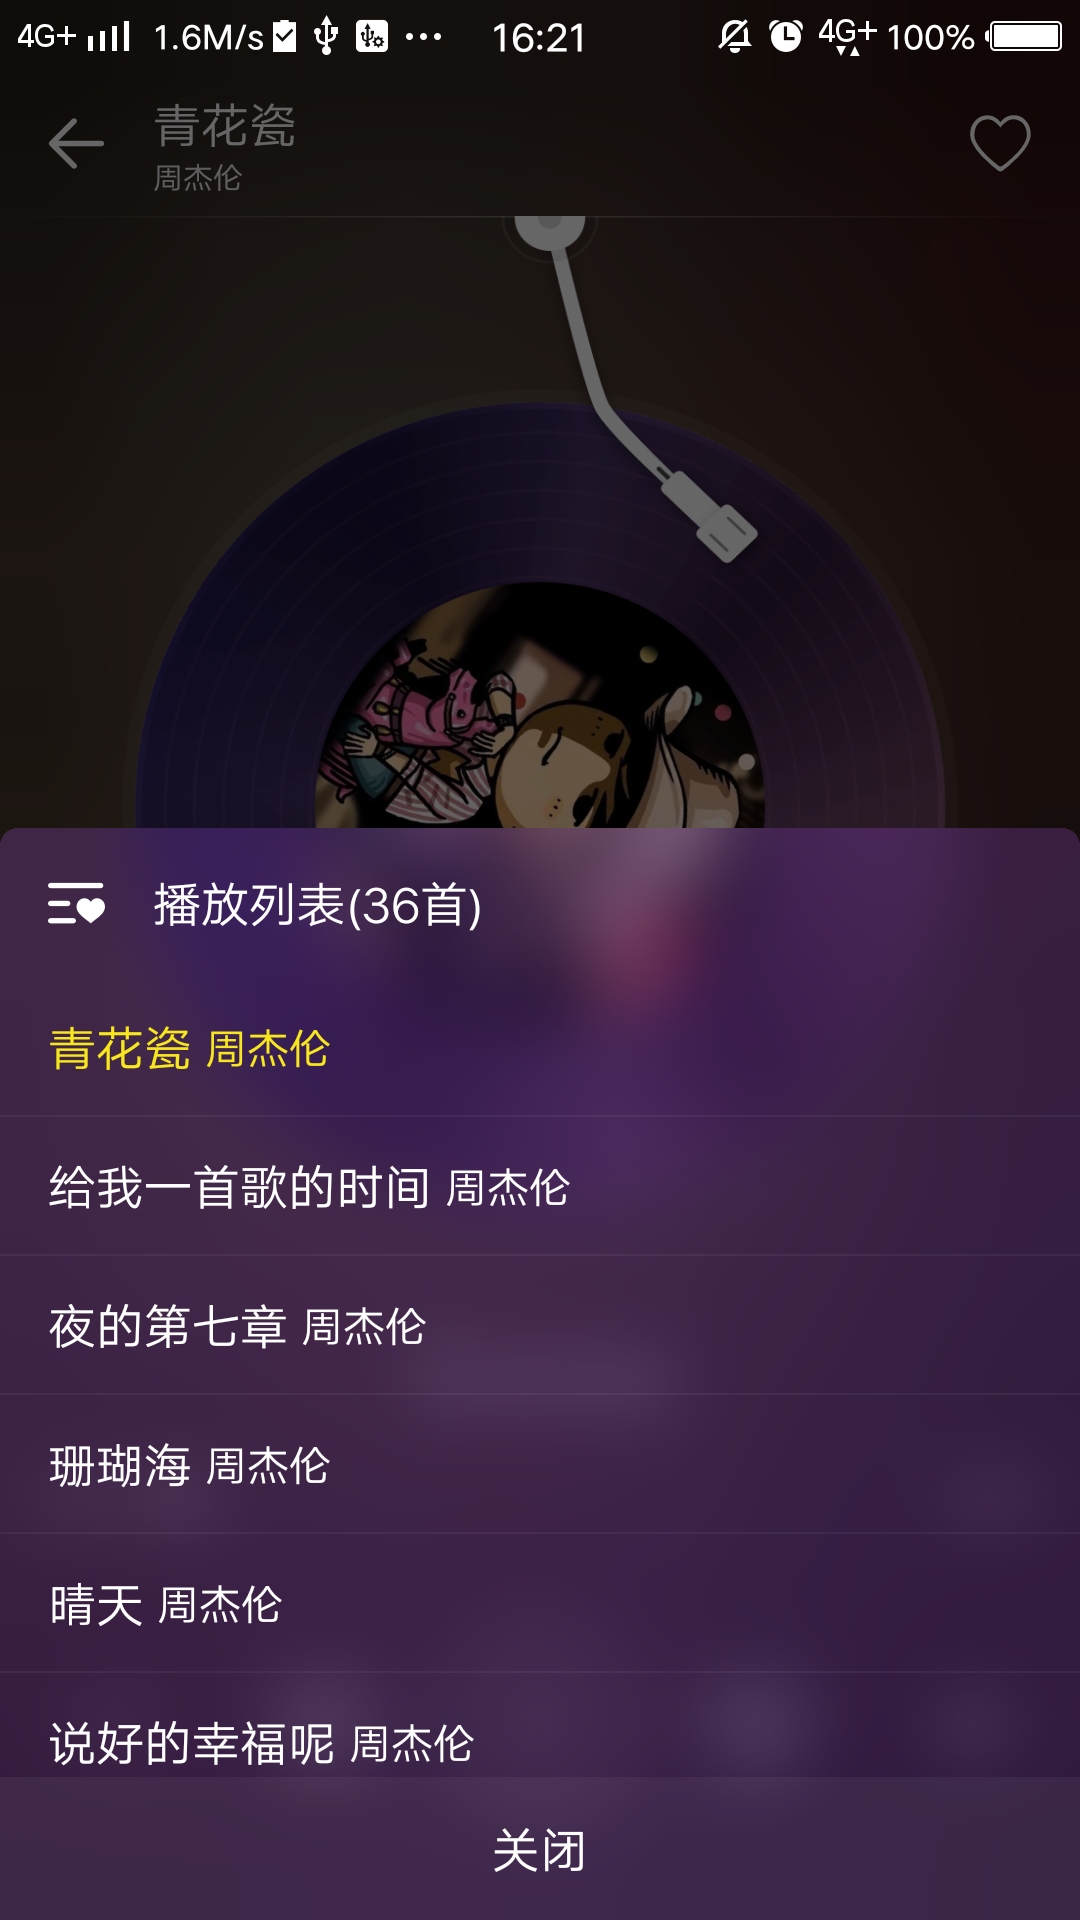 4G+ 1.6M/s 16:21 4G+ 100%
青花瓷
周杰伦
播放列表(36首)
青花瓷 周杰伦
给我一首歌的时间 周杰伦
夜的第七章 周杰伦
珊瑚海 周杰伦
晴天 周杰伦
说好的幸福呢 周杰伦
关闭